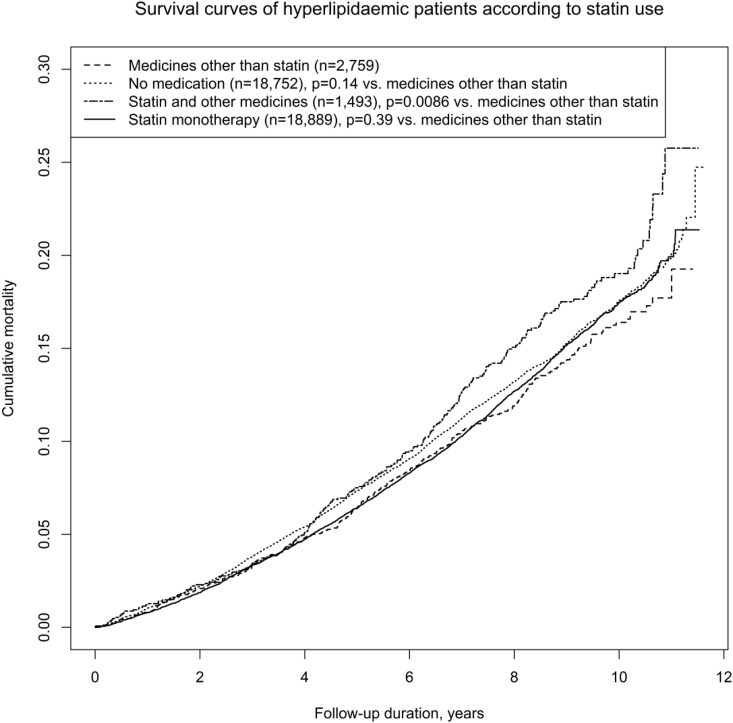 Survival curves of hyperlipidaemic patients according to statin use
Medicines other than statin (n=2,759)
No medication (n=18,752), p=0.14 vs. medicines other than statin
Statin and other medicines (n=1,493), p=0.0086 vs. medicines other than statin
Statin monotherapy (n=18,889), p=0.39 vs. medicines other than statin
Cumulative mortality
0.30
0.25
0.20
0.15
0.10
0.05
0.00
0 2 4 6 8 10 12
Follow-up duration, years